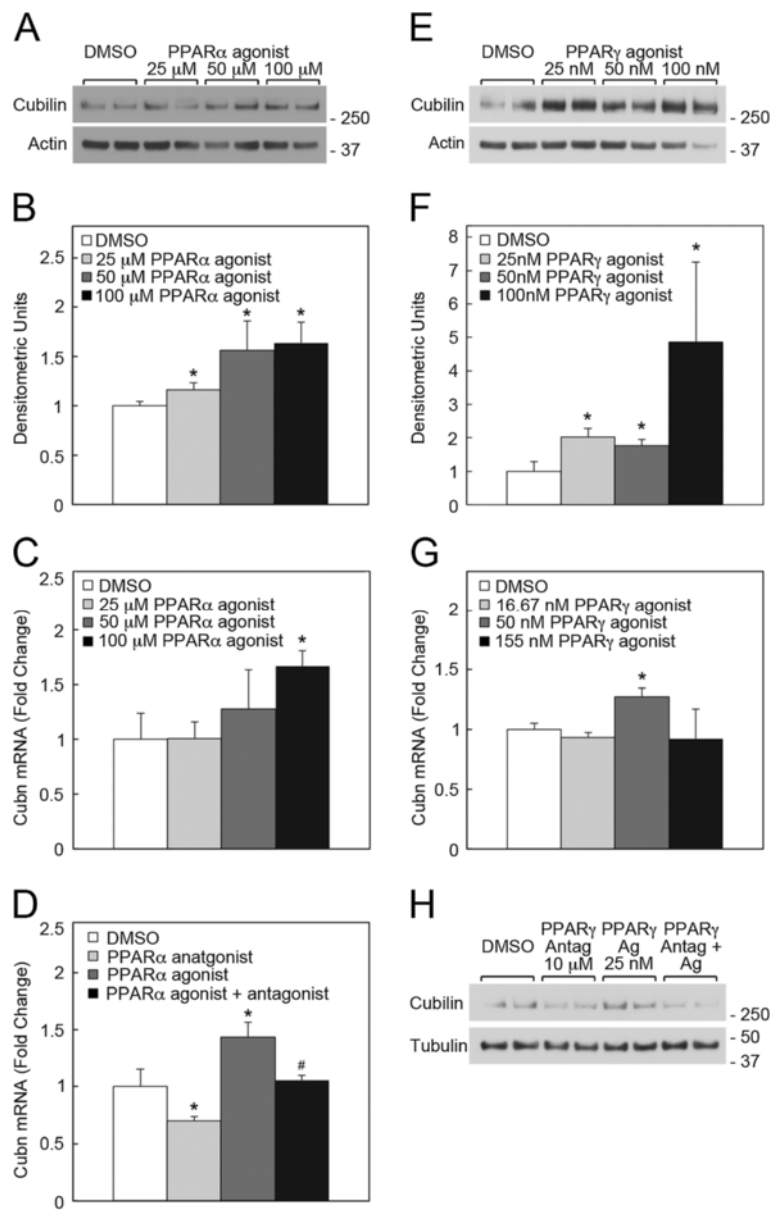 A
DMSO PPARα agonist
25 μM 50 μM 100 μM
Cubilin
- 250
Actin
- 37
B
Densitometric Units
2.5
2
1.5
1
0.5
0
DMSO
25 μM PPARα agonist
50 μM PPARα agonist
100 μM PPARα agonist
*
*
*
C
Cubn mRNA (Fold Change)
2.5
2
1.5
1
0.5
0
DMSO
25 μM PPARα agonist
50 μM PPARα agonist
100 μM PPARα agonist
*
D
Cubn mRNA (Fold Change)
2.5
2
1.5
1
0.5
0
DMSO
PPARα anatgonist
PPARα agonist
PPARα agonist + antagonist
*
*
#
E
DMSO PPARγ agonist
25 nM 50 nM 100 nM
Cubilin
- 250
Actin
- 37
F
Densitometric Units
8
7
6
5
4
3
2
1
0
DMSO
25nM PPARγ agonist
50nM PPARγ agonist
100nM PPARγ agonist
*
*
*
G
Cubn mRNA (Fold Change)
2
1.5
1
0.5
0
DMSO
16.67 nM PPARγ agonist
50 nM PPARγ agonist
155 nM PPARγ agonist
*
H
PPARγ PPARγ PPARγ
DMSO Antag Ag Antag +
10 μM 25 nM Ag
Cubilin
- 250
Tubulin
- 50
- 37